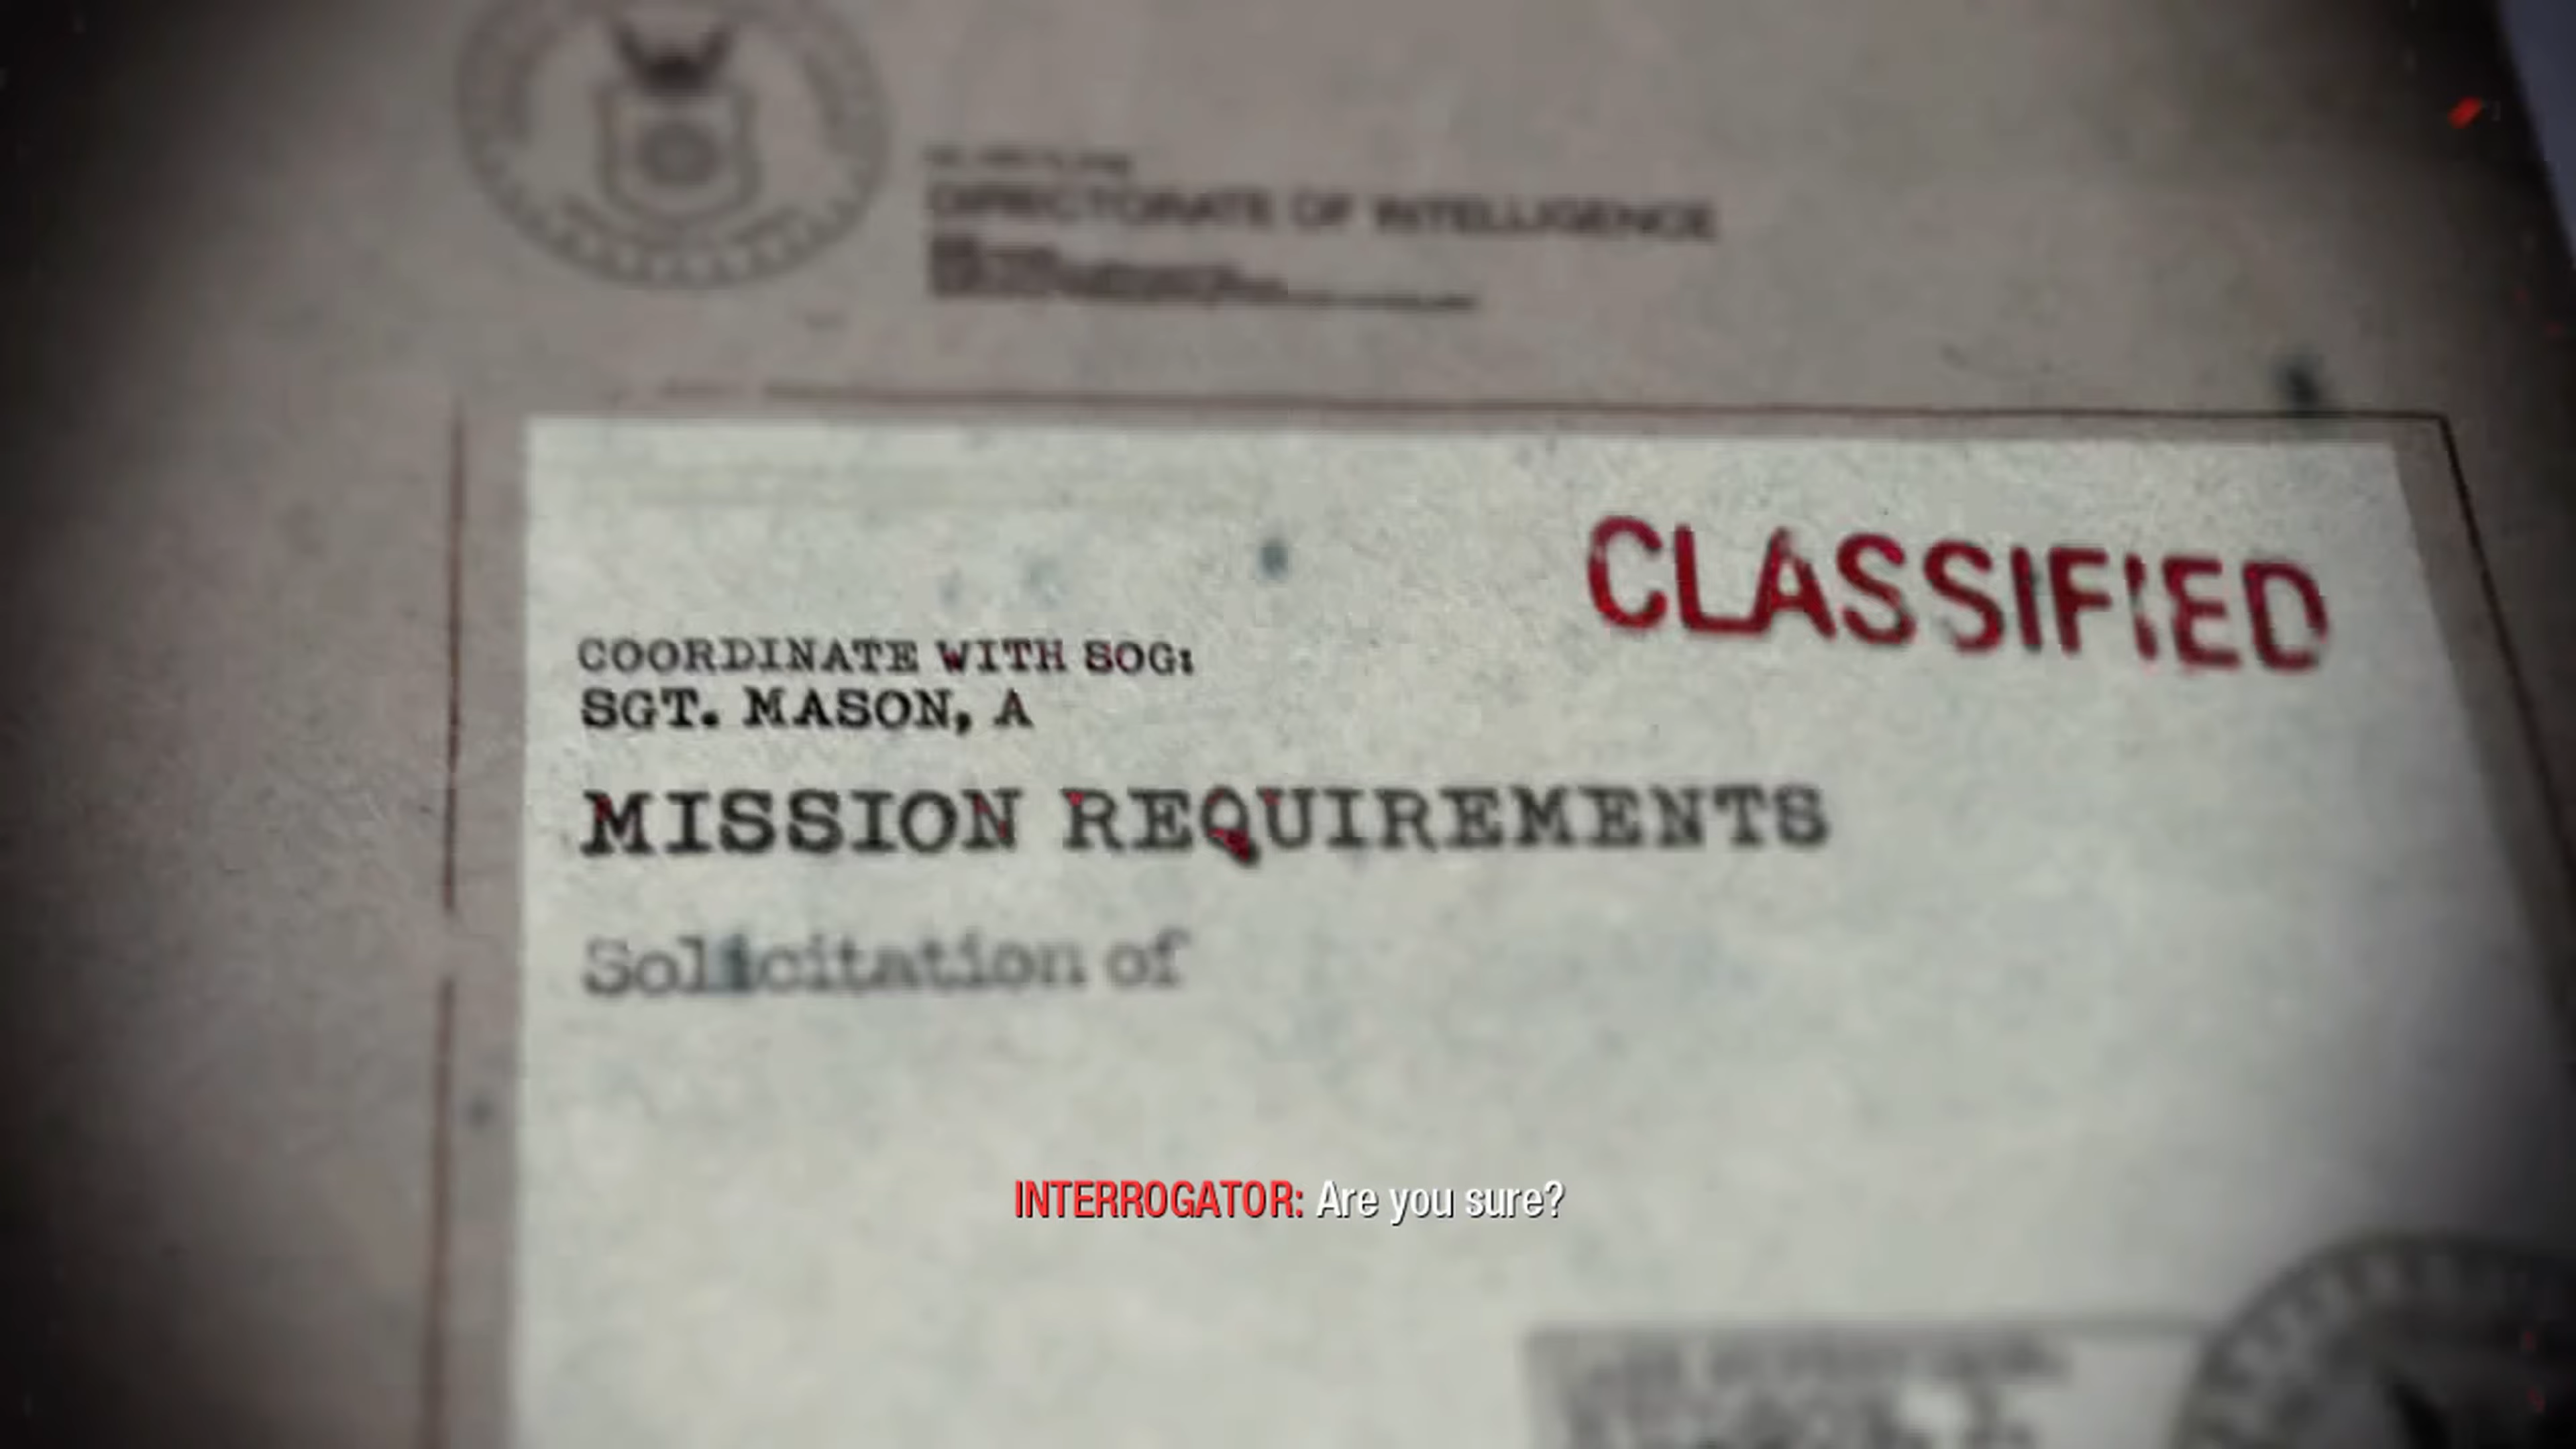 DIRECTORATE OF INTELLIGENCE
CLASSIFIED
COORDINATE WITH SOG:
SGT. MASON, A
MISSION REQUIREMENTS
Solicitation of
INTERROGATOR: Are you sure?